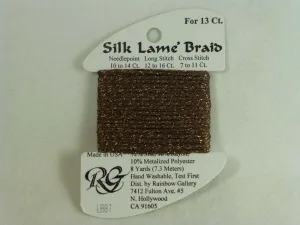 For 13 Ct.
Silk Lame' Braid
Needlepoint Long Stitch Cross Stitch
10 to 14 Ct. 12 to 16 Ct. 7 to 11 Ct.
Made in USA
10% Metalized Polyester
8 Yards (7.3 Meters)
Hand Washable, Test First
Dist. by Rainbow Gallery
7412 Fulton Ave. #5
N. Hollywood
CA 91605
RG